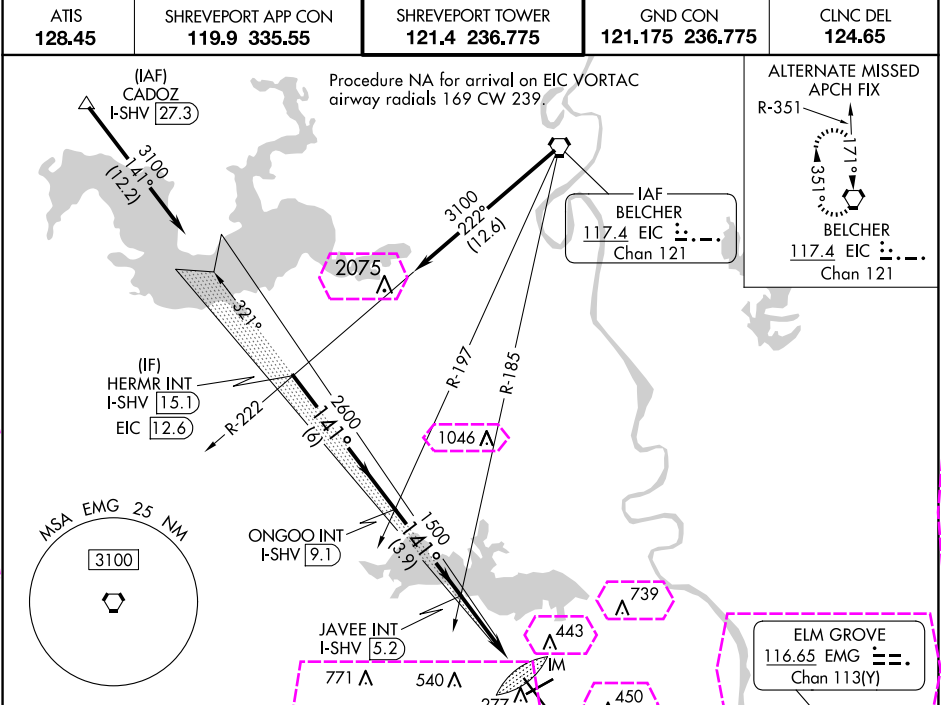 ATIS
128.45
SHREVEPORT APP CON
119.9 335.55
SHREVEPORT TOWER
121.4 236.775
GND CON
121.175 236.775
CLNC DEL
124.65
(IAF)
CADOZ
I-SHV 27.3
Procedure NA for arrival on EIC VORTAC
airway radials 169 CW 239.
ALTERNATE MISSED
APCH FIX
R-351
171°
351°
BELCHER
117.4 EIC
Chan 121
3100
141°
(12.2)
3100
222°
(12.6)
IAF
BELCHER
117.4 EIC
Chan 121
2075
321°
(IF)
HERMR INT
I-SHV 15.1
EIC 12.6
R-222
R-197
R-185
2600
141°
(6)
1046
MSA EMG 25 NM
3100
ONGOO INT
I-SHV 9.1
1500
141°
(3.9)
739
JAVEE INT
I-SHV 5.2
443
IM
771
540
277
450
ELM GROVE
116.65 EMG
Chan 113(Y)